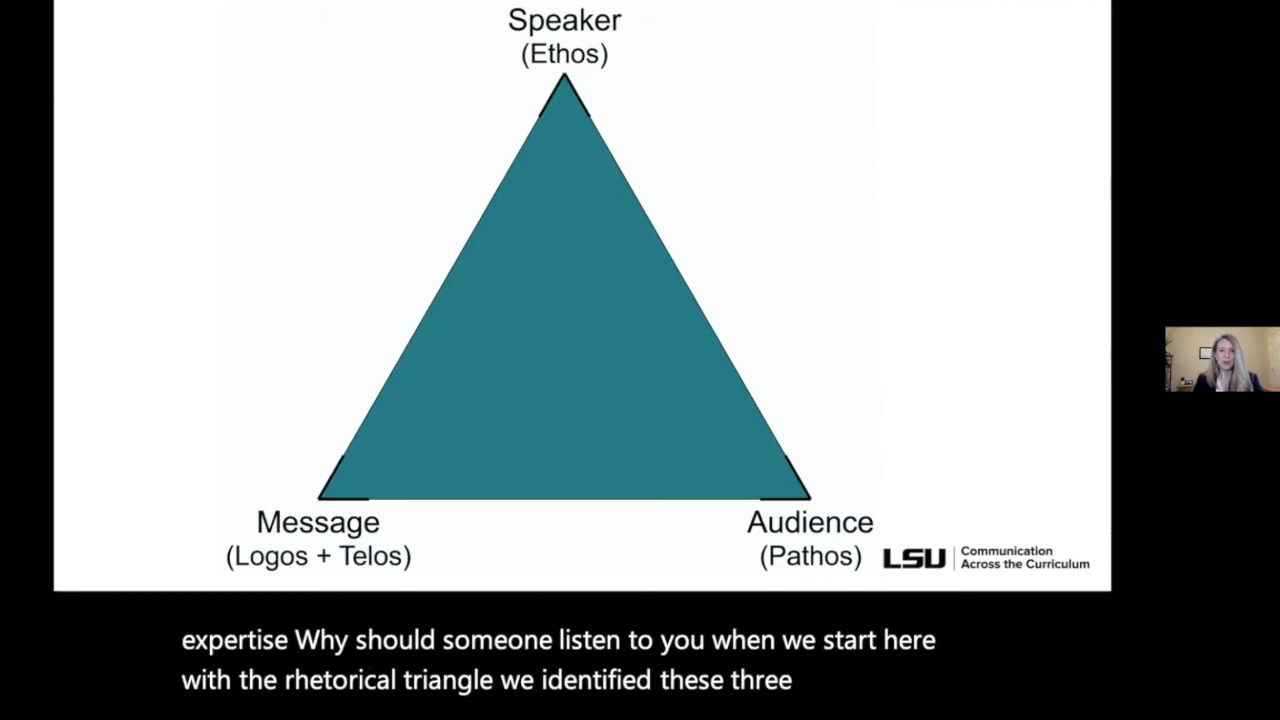 Speaker
(Ethos)
Message
(Logos + Telos)
Audience
(Pathos)
LSU
Communication
Across the Curriculum
expertise Why should someone listen to you when we start here
with the rhetorical triangle we identified these three